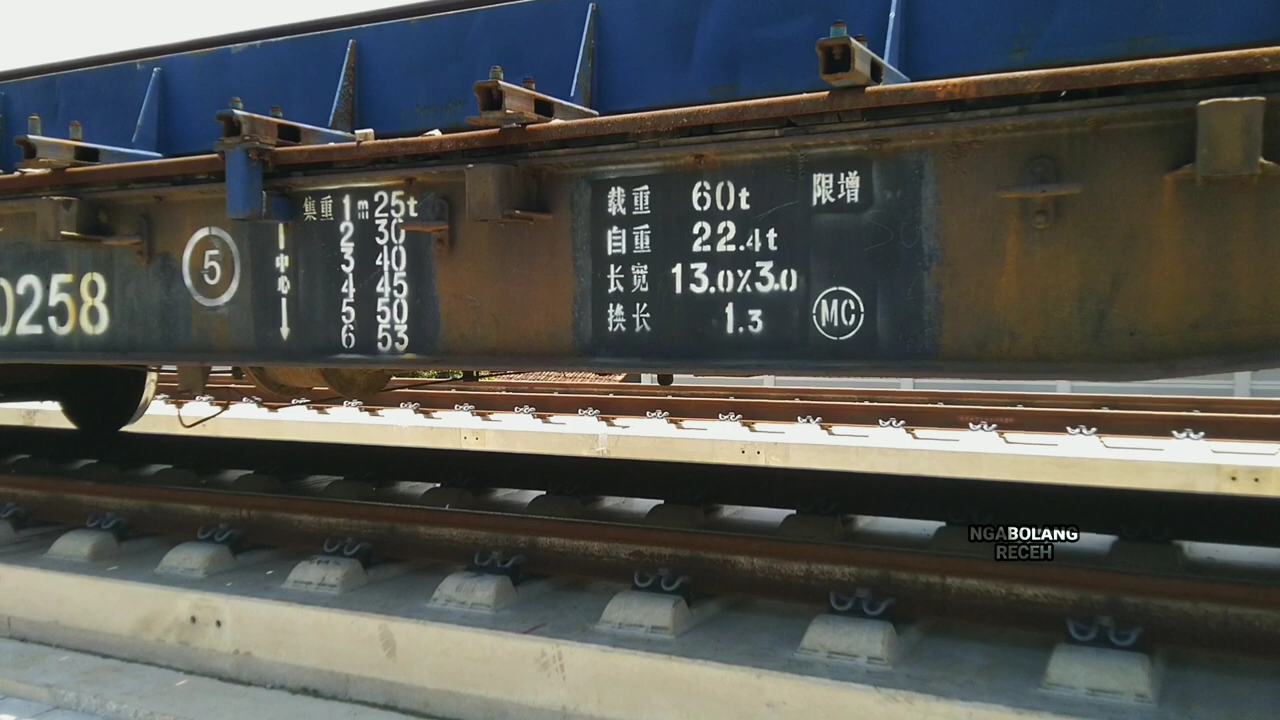 0258
5
集重 1m 25t
2 30
3 40
4 45
5 50
6 53
中心
载重 60t
自重 22.4t
长宽 13.0×3.0
换长 1.3
限增
MC
NGABOLANG
RECEH